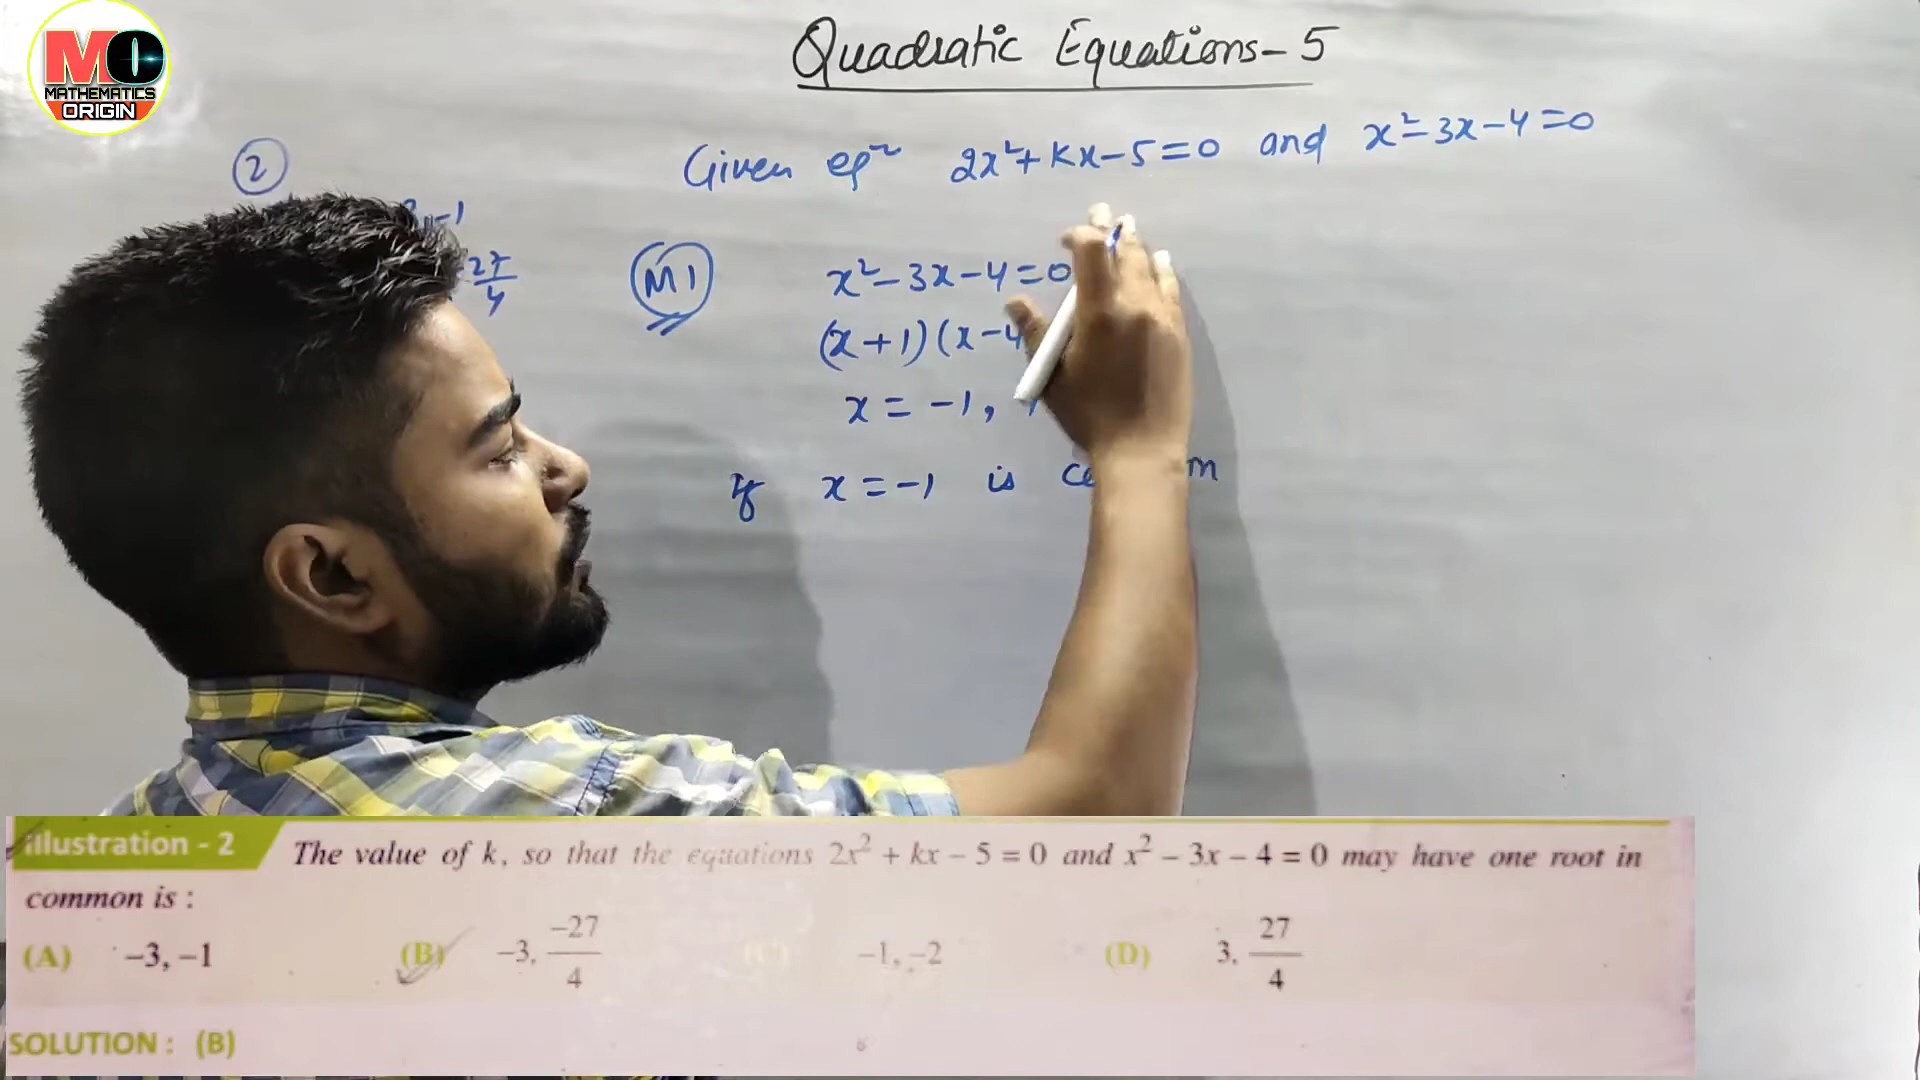 MO
MATHEMATICS
ORIGIN
Quadratic Equations-5
2
Given eqⁿ 2x²+kx-5=0 and x²-3x-4=0
-1
27/4
M1
x²-3x-4=0
(x+1)(x-4
x = -1,
If x=-1 is
illustration - 2 The value of k, so that the equations 2x² + kx - 5 = 0 and x² - 3x - 4 = 0 may have one root in
common is :
(A) -3, -1 (B) -3, -27/4 (C) -1, -2 (D) 3, 27/4
SOLUTION : (B)